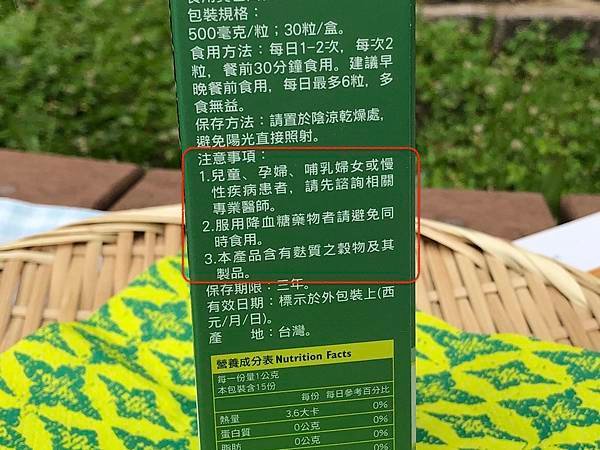 包裝規格：
500毫克/粒；30粒/盒。
食用方法：每日1-2次，每次2
粒，餐前30分鐘食用。建議早
晚餐前食用，每日最多6粒，多
食無益。
保存方法：請置於陰涼乾燥處，
避免陽光直接照射。
注意事項：
1.兒童、孕婦、哺乳婦女或慢
性疾病患者，請先諮詢相關
專業醫師。
2.服用降血糖藥物者請避免同
時食用。
3.本產品含有麩質之穀物及其
製品。
保存期限：三年。
有效日期：標示於外包裝上(西
元/月/日)。
產　　地：台灣。
營養成分表 Nutrition Facts
每一份量1公克
本包裝含15份
每份 每日參考百分比
熱量 3.6大卡 0%
蛋白質 0公克 0%
脂肪 0公克 0%